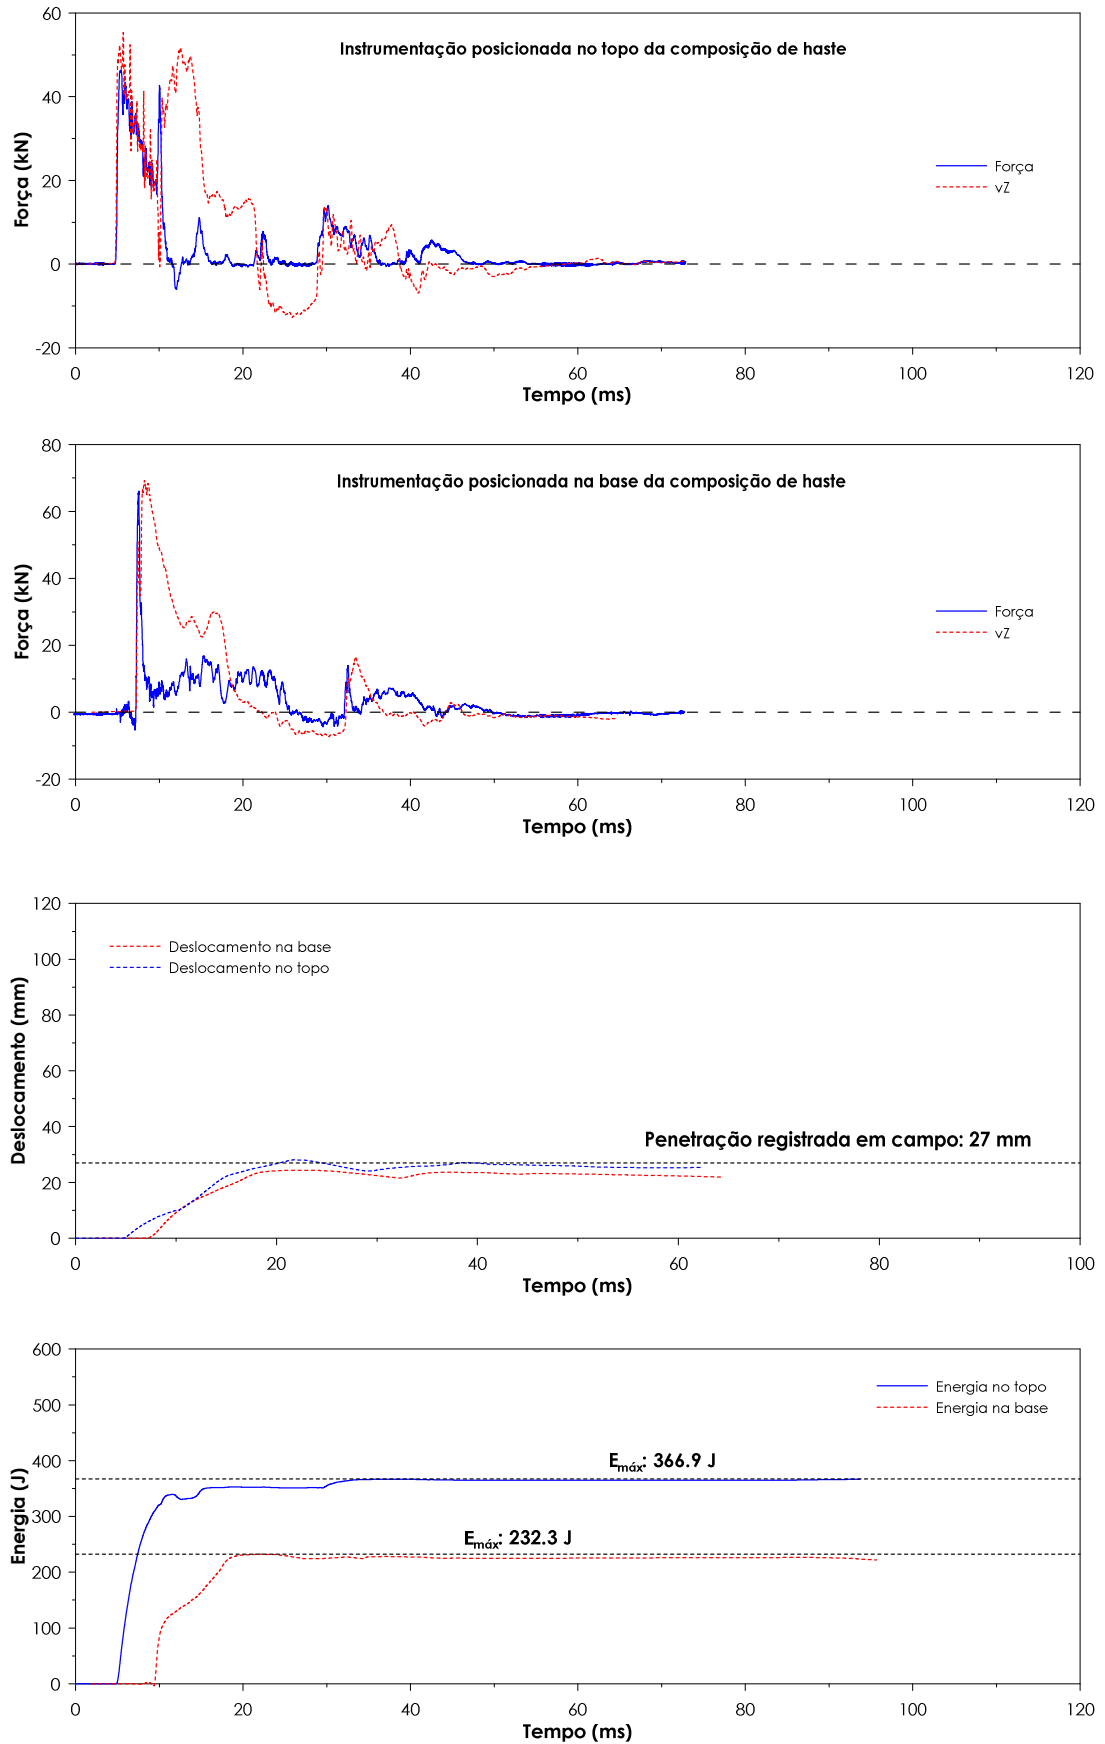 60
Instrumentação posicionada no topo da composição de haste
40
Força
vZ
20
0
-20
Força (kN)
0 20 40 60 80 100 120
Tempo (ms)
80
Instrumentação posicionada na base da composição de haste
60
40
Força
vZ
20
0
-20
Força (kN)
0 20 40 60 80 100 120
Tempo (ms)
120
Deslocamento na base
Deslocamento no topo
100
80
60
40
Penetração registrada em campo: 27 mm
20
0
Deslocamento (mm)
0 20 40 60 80 100
Tempo (ms)
600
Energia no topo
Energia na base
500
400
Emáx: 366.9 J
300
Emáx: 232.3 J
200
100
0
Energia (J)
0 20 40 60 80 100 120
Tempo (ms)